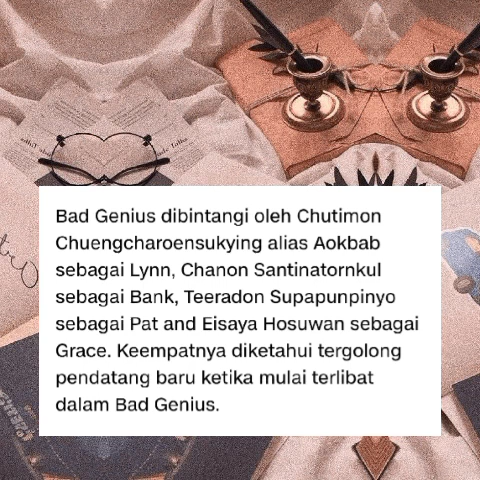 Bad Genius dibintangi oleh Chutimon
Chuengcharoensukying alias Aokbab
sebagai Lynn, Chanon Santinatornkul
sebagai Bank, Teeradon Supapunpinyo
sebagai Pat and Eisaya Hosuwan sebagai
Grace. Keempatnya diketahui tergolong
pendatang baru ketika mulai terlibat
dalam Bad Genius.